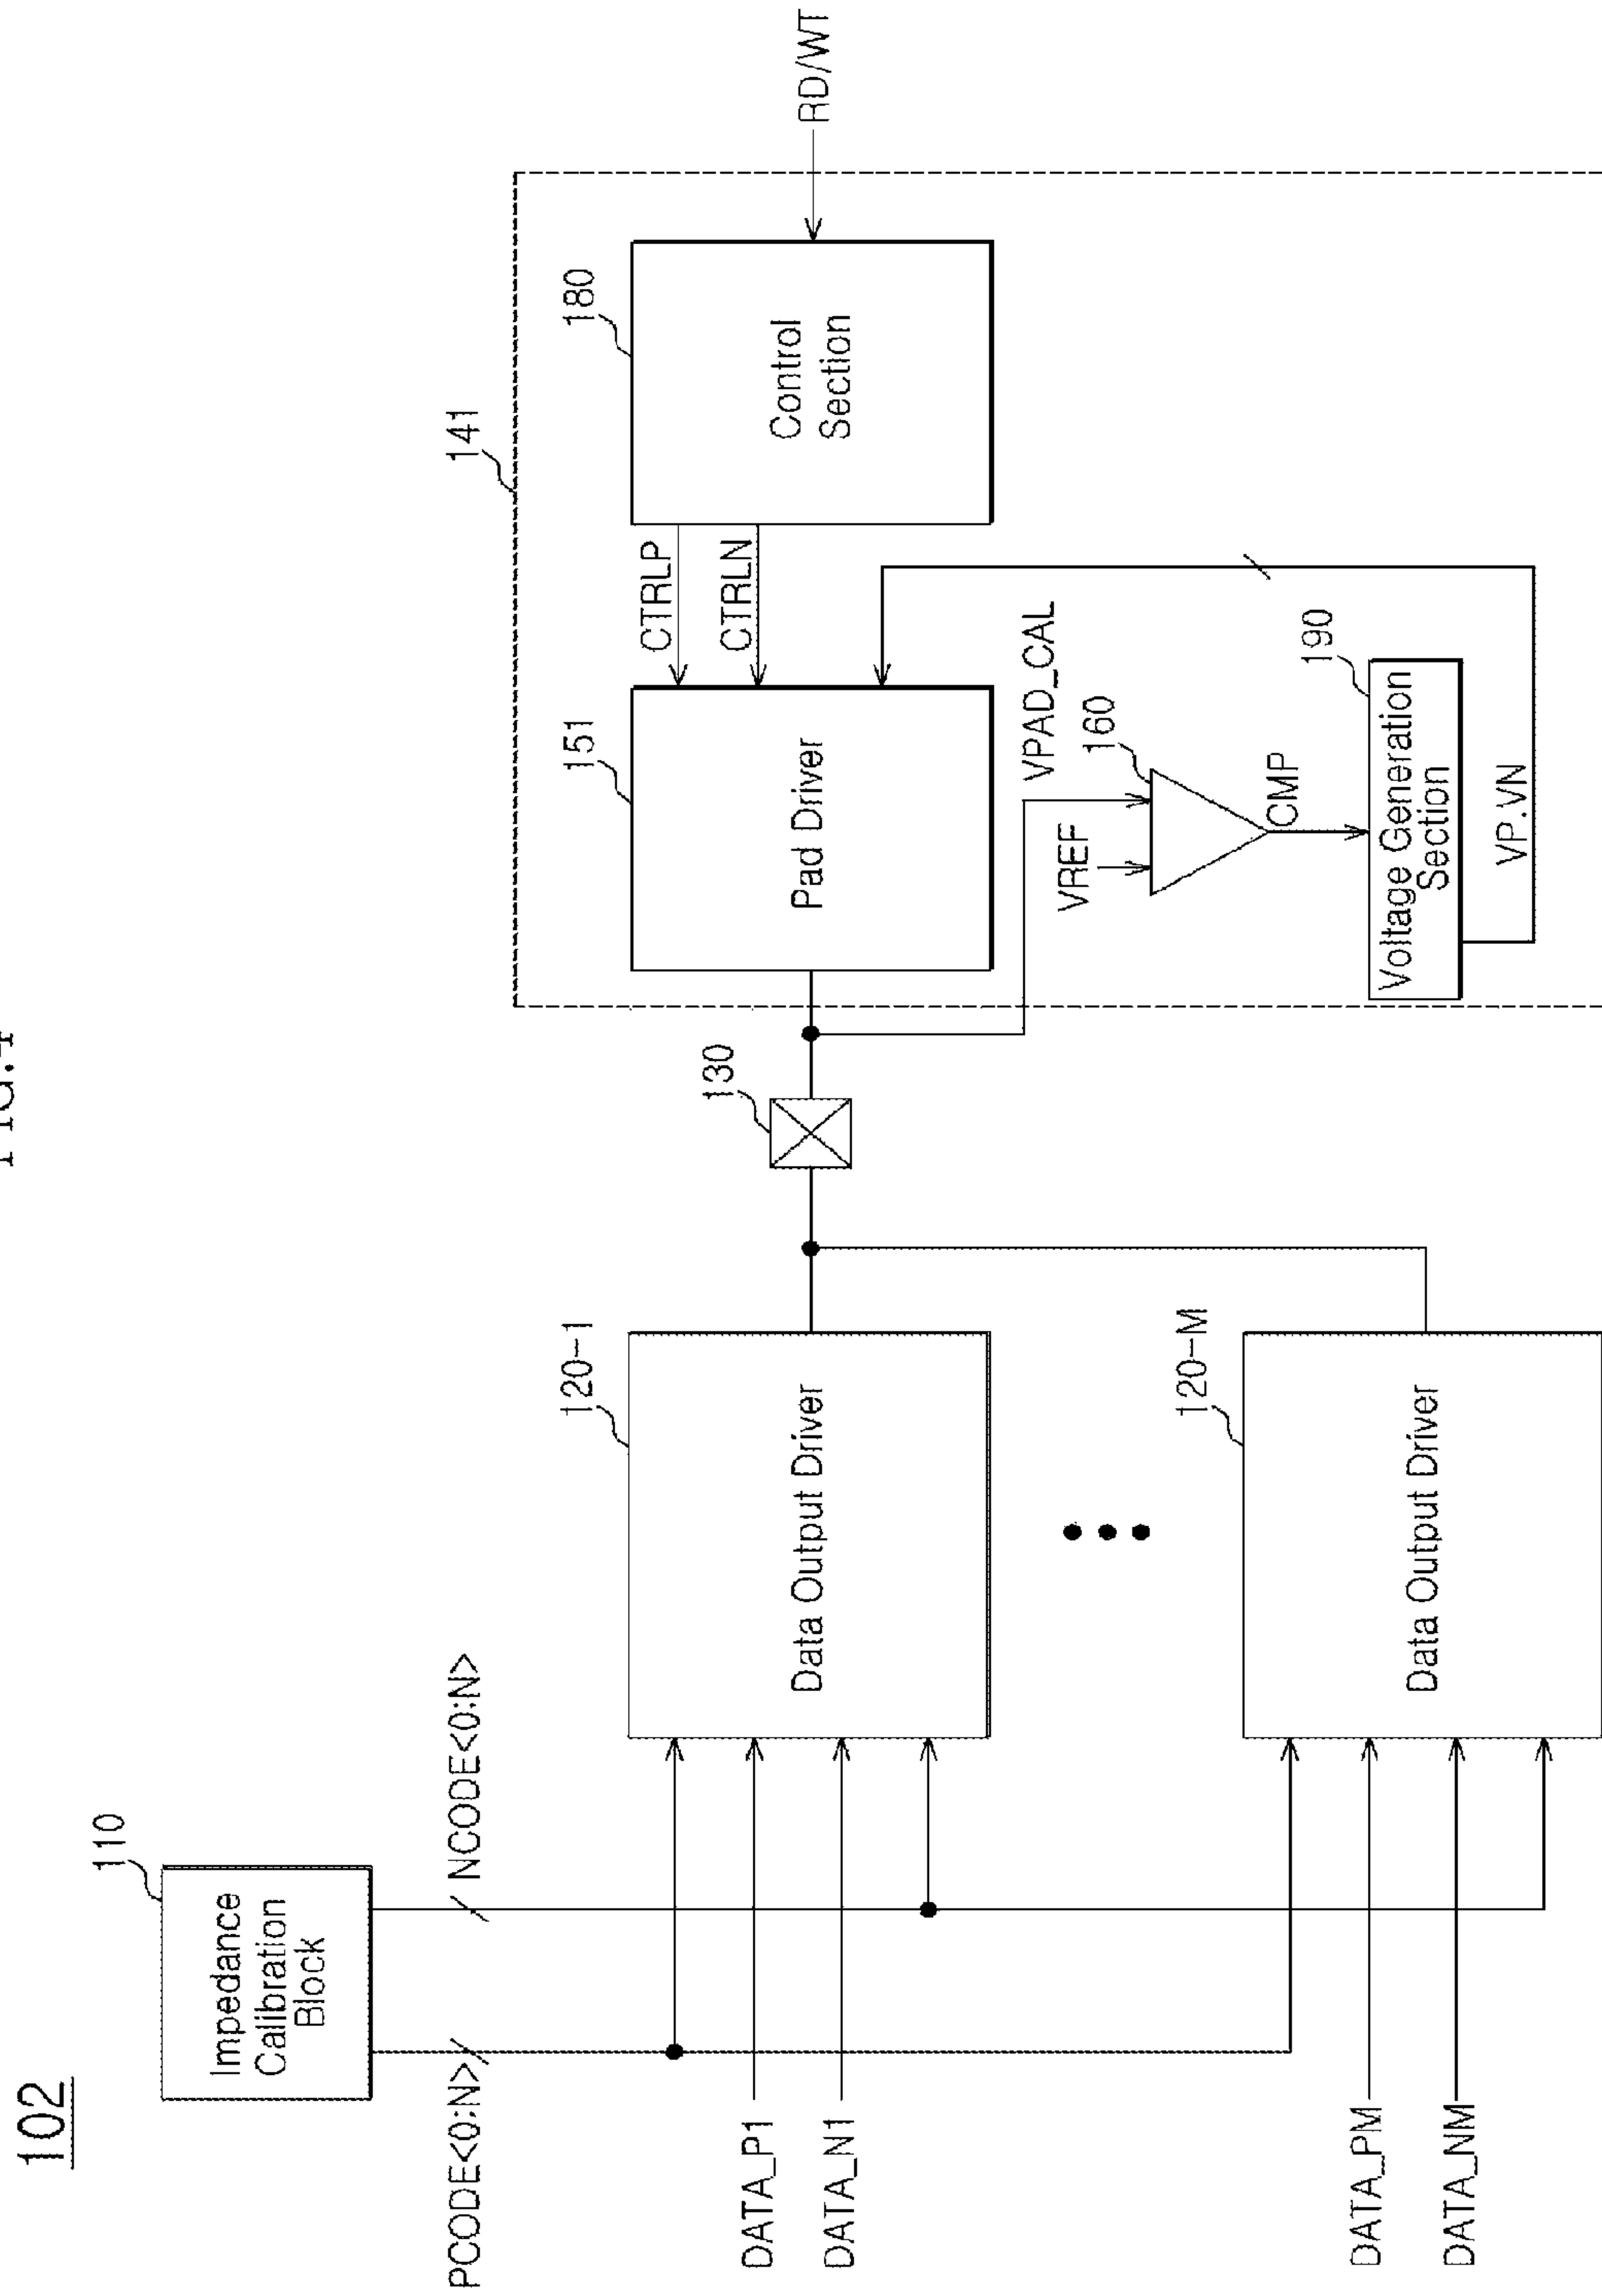 FIG.4
102
110
Impedance
Calibration
Block
PCODE<0:N>
NCODE<0:N>
DATA_P1
DATA_N1
120-1
Data Output Driver
DATA_PM
DATA_NM
120-M
Data Output Driver
130
141
151
Pad Driver
CTRLP
CTRLN
180
Control
Section
RD/WT
VPAD_CAL
VREF
160
CMP
190
Voltage Generation
Section
VP.VN